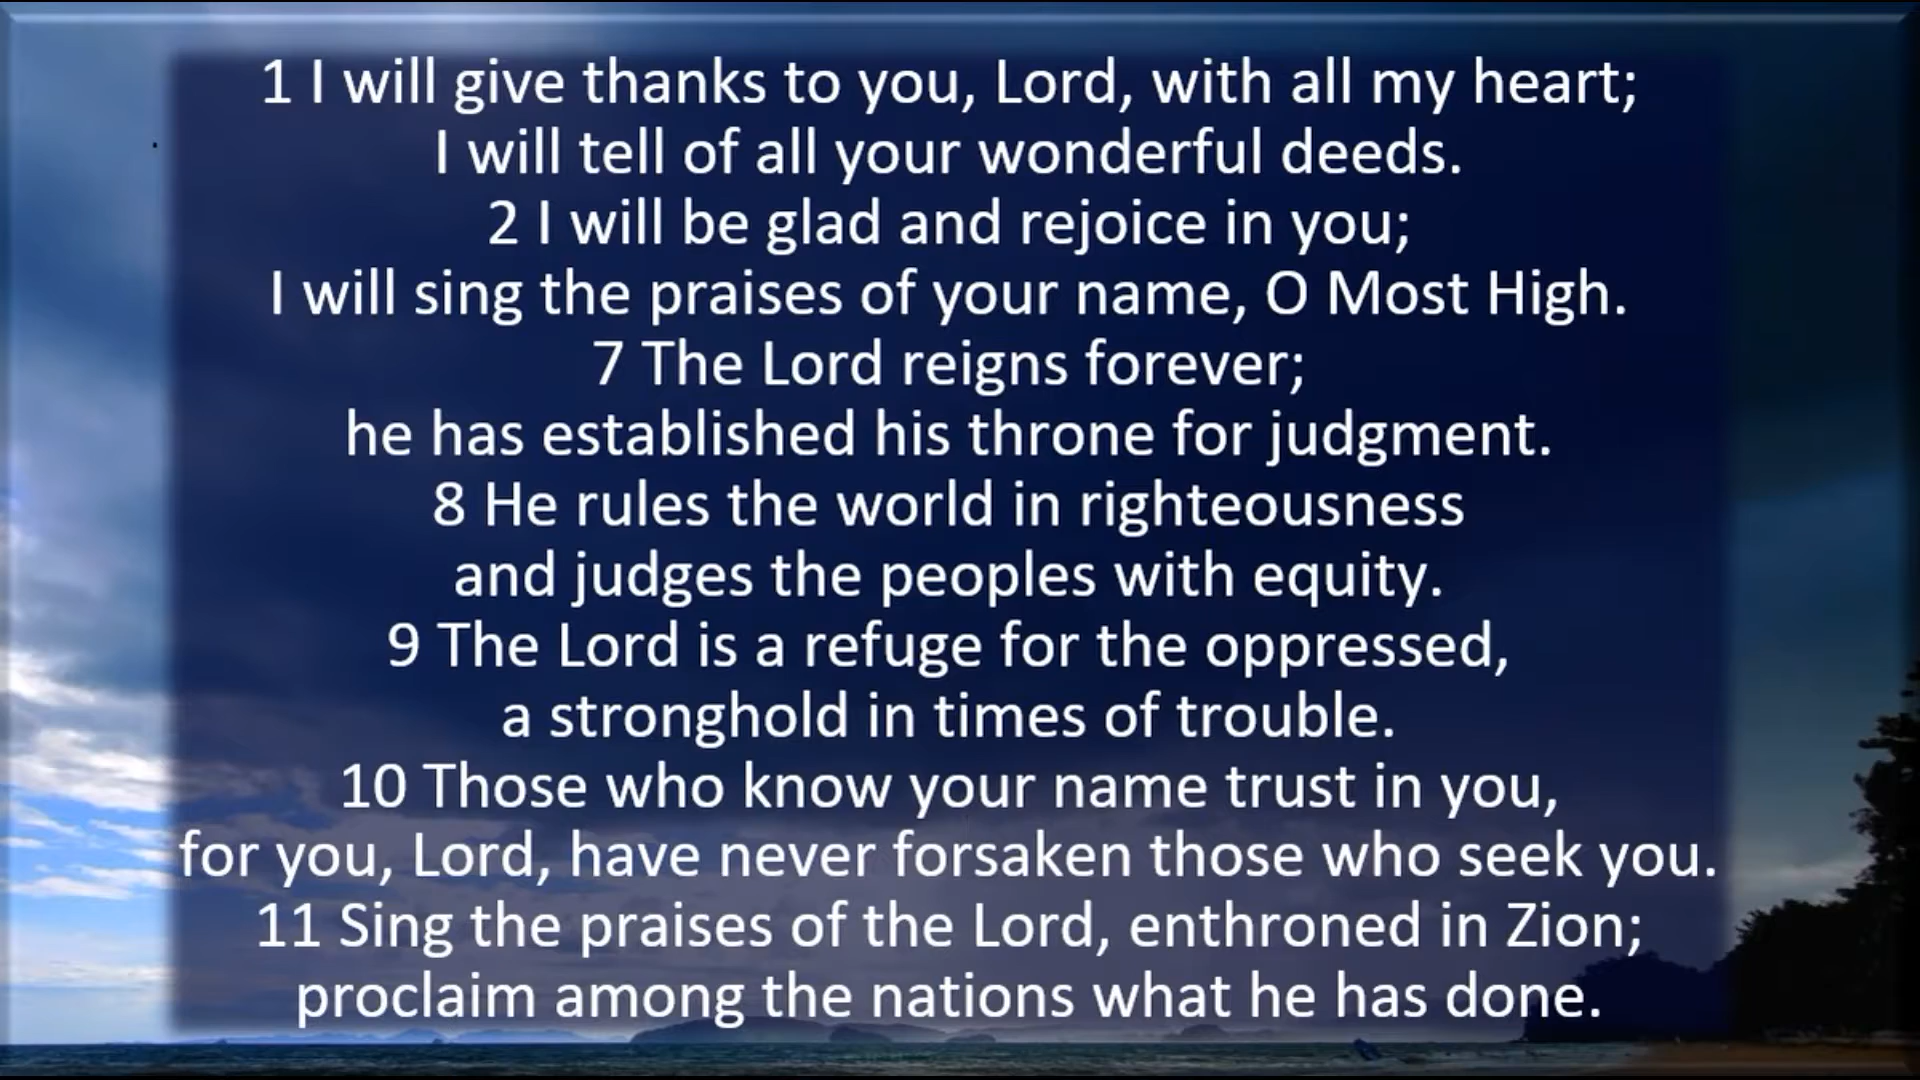 1 I will give thanks to you, Lord, with all my heart;
I will tell of all your wonderful deeds.
2 I will be glad and rejoice in you;
I will sing the praises of your name, O Most High.
7 The Lord reigns forever;
he has established his throne for judgment.
8 He rules the world in righteousness
and judges the peoples with equity.
9 The Lord is a refuge for the oppressed,
a stronghold in times of trouble.
10 Those who know your name trust in you,
for you, Lord, have never forsaken those who seek you.
11 Sing the praises of the Lord, enthroned in Zion;
proclaim among the nations what he has done.